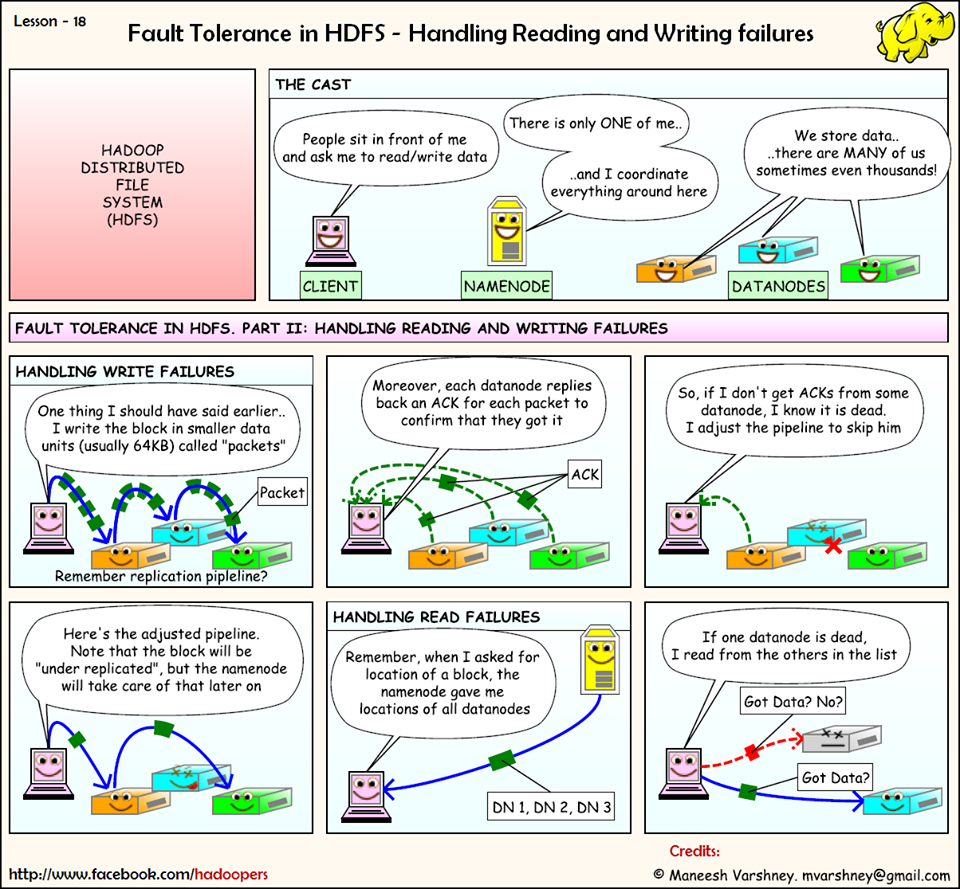 Lesson - 18
Fault Tolerance in HDFS - Handling Reading and Writing failures
HADOOP
DISTRIBUTED
FILE
SYSTEM
(HDFS)
THE CAST
People sit in front of me
and ask me to read/write data
There is only ONE of me..
..and I coordinate
everything around here
We store data..
..there are MANY of us
sometimes even thousands!
CLIENT
NAMENODE
DATANODES
FAULT TOLERANCE IN HDFS. PART II: HANDLING READING AND WRITING FAILURES
HANDLING WRITE FAILURES
One thing I should have said earlier..
I write the block in smaller data
units (usually 64KB) called "packets"
Packet
Remember replication pipleline?
Moreover, each datanode replies
back an ACK for each packet to
confirm that they got it
ACK
So, if I don't get ACKs from some
datanode, I know it is dead.
I adjust the pipeline to skip him
Here's the adjusted pipeline.
Note that the block will be
"under replicated", but the namenode
will take care of that later on
HANDLING READ FAILURES
Remember, when I asked for
location of a block, the
namenode gave me
locations of all datanodes
DN 1, DN 2, DN 3
If one datanode is dead,
I read from the others in the list
Got Data? No?
Got Data?
Credits:
http://www.facebook.com/hadoopers
© Maneesh Varshney. mvarshney@gmail.com